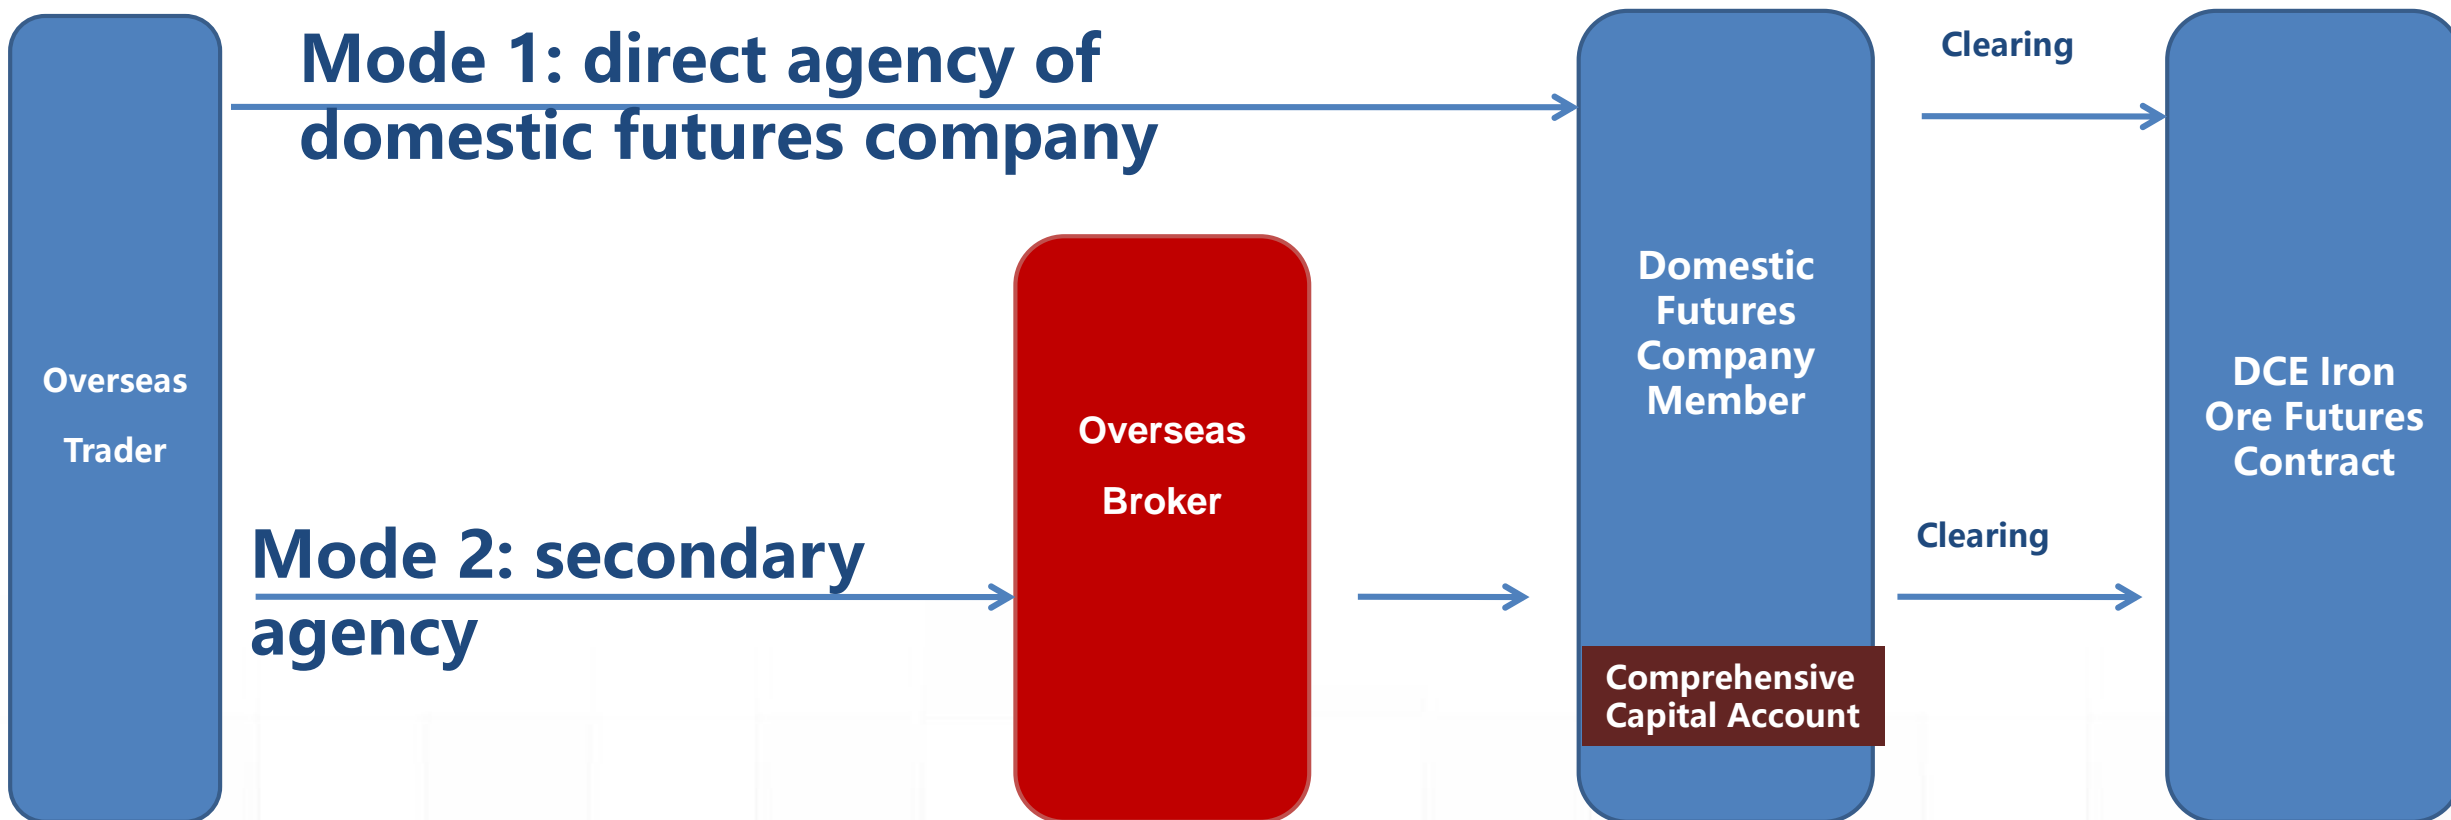 Mode 1: direct agency of
domestic futures company
Clearing
Overseas
Trader
Overseas
Broker
Domestic
Futures
Company
Member
DCE Iron
Ore Futures
Contract
Mode 2: secondary
agency
Clearing
Comprehensive
Capital Account